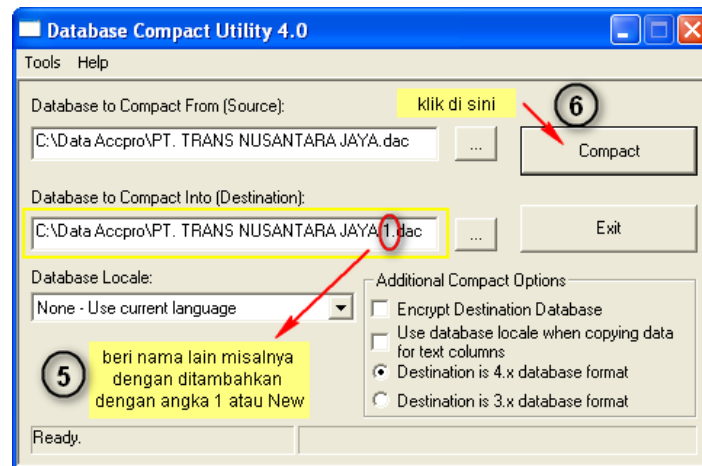 Database Compact Utility 4.0
Tools Help
Database to Compact From (Source):
klik di sini
6
C:\Data Accpro\PT. TRANS NUSANTARA JAYA.dac
...
Compact
Database to Compact Into (Destination):
C:\Data Accpro\PT. TRANS NUSANTARA JAYA 1.dac
...
Exit
Database Locale:
None - Use current language
Additional Compact Options
Encrypt Destination Database
Use database locale when copying data
for text columns
Destination is 4.x database format
Destination is 3.x database format
5
beri nama lain misalnya
dengan ditambahkan
dengan angka 1 atau New
Ready.